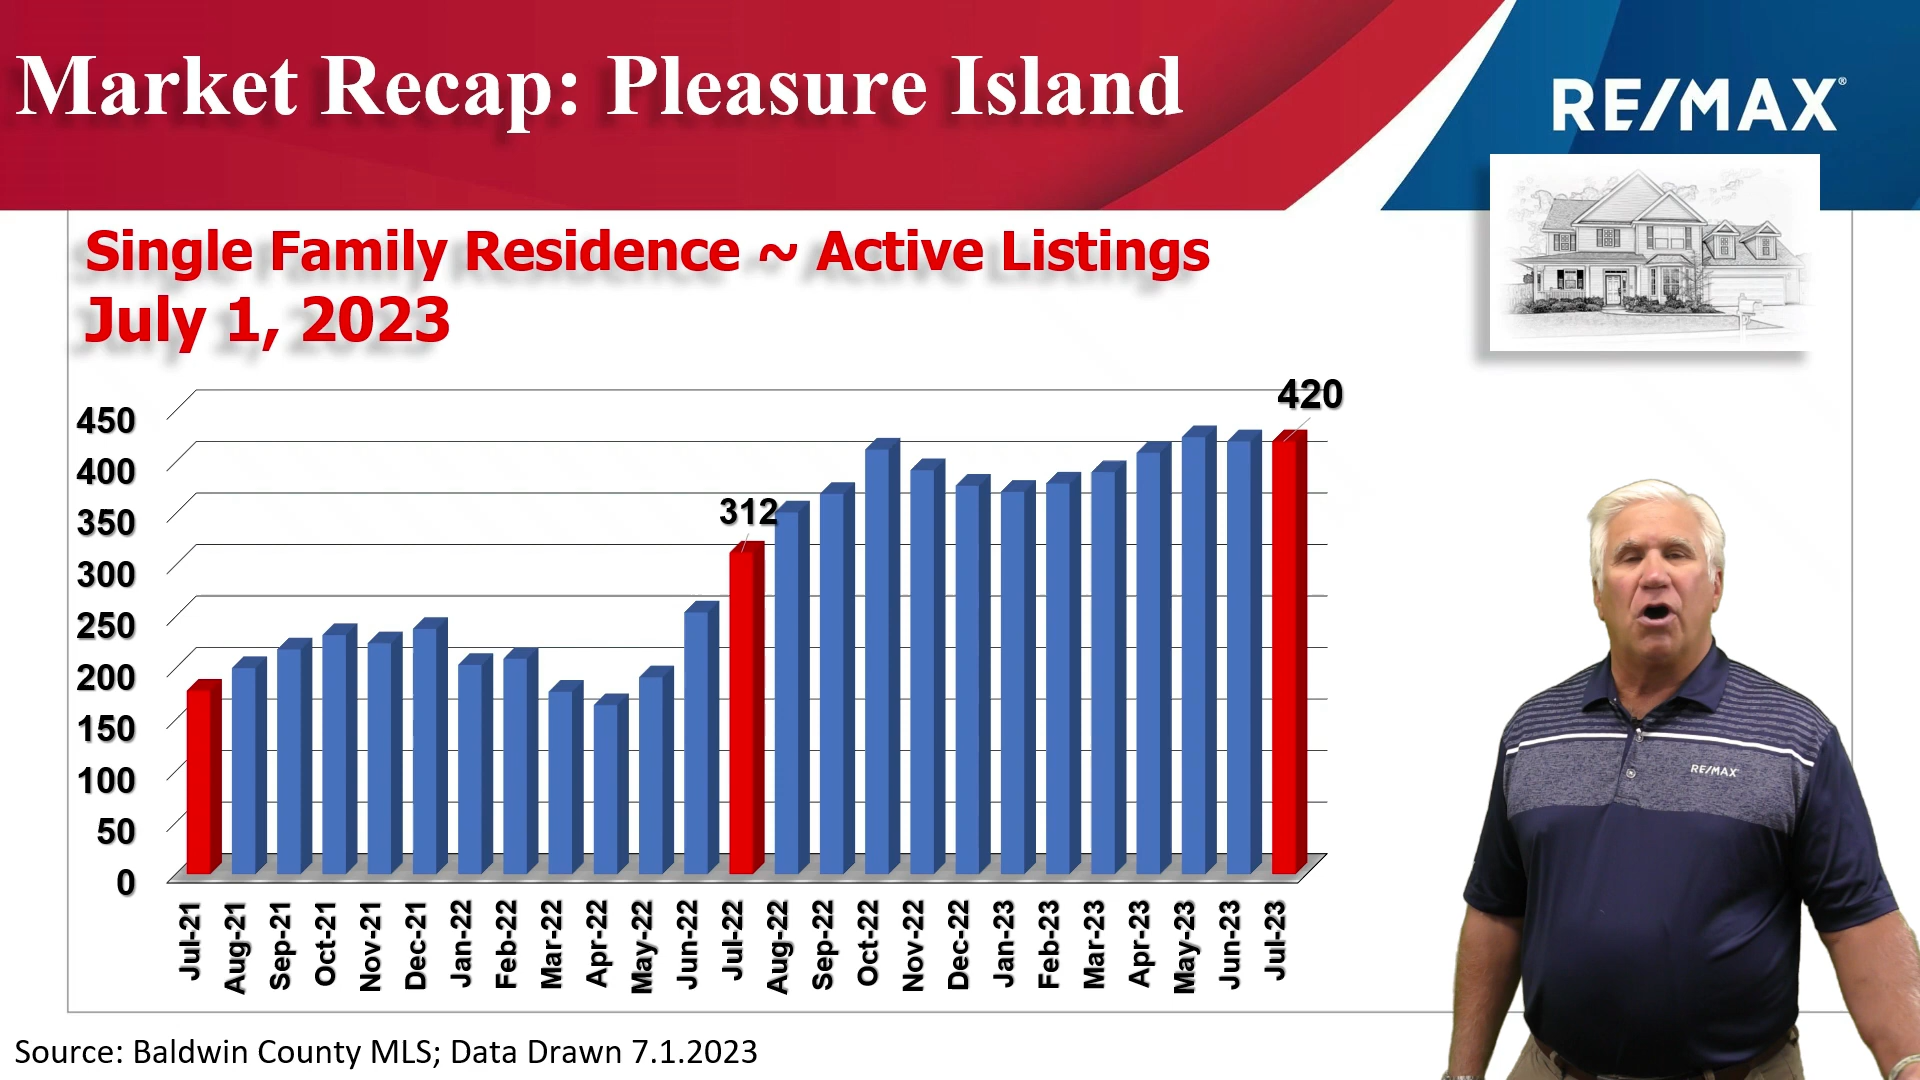 Market Recap: Pleasure Island
RE/MAX®
Single Family Residence ~ Active Listings
July 1, 2023
420
312
450
400
350
300
250
200
150
100
50
0
Jul-21
Aug-21
Sep-21
Oct-21
Nov-21
Dec-21
Jan-22
Feb-22
Mar-22
Apr-22
May-22
Jun-22
Jul-22
Aug-22
Sep-22
Oct-22
Nov-22
Dec-22
Jan-23
Feb-23
Mar-23
Apr-23
May-23
Jun-23
Jul-23
RE/MAX
Source: Baldwin County MLS; Data Drawn 7.1.2023